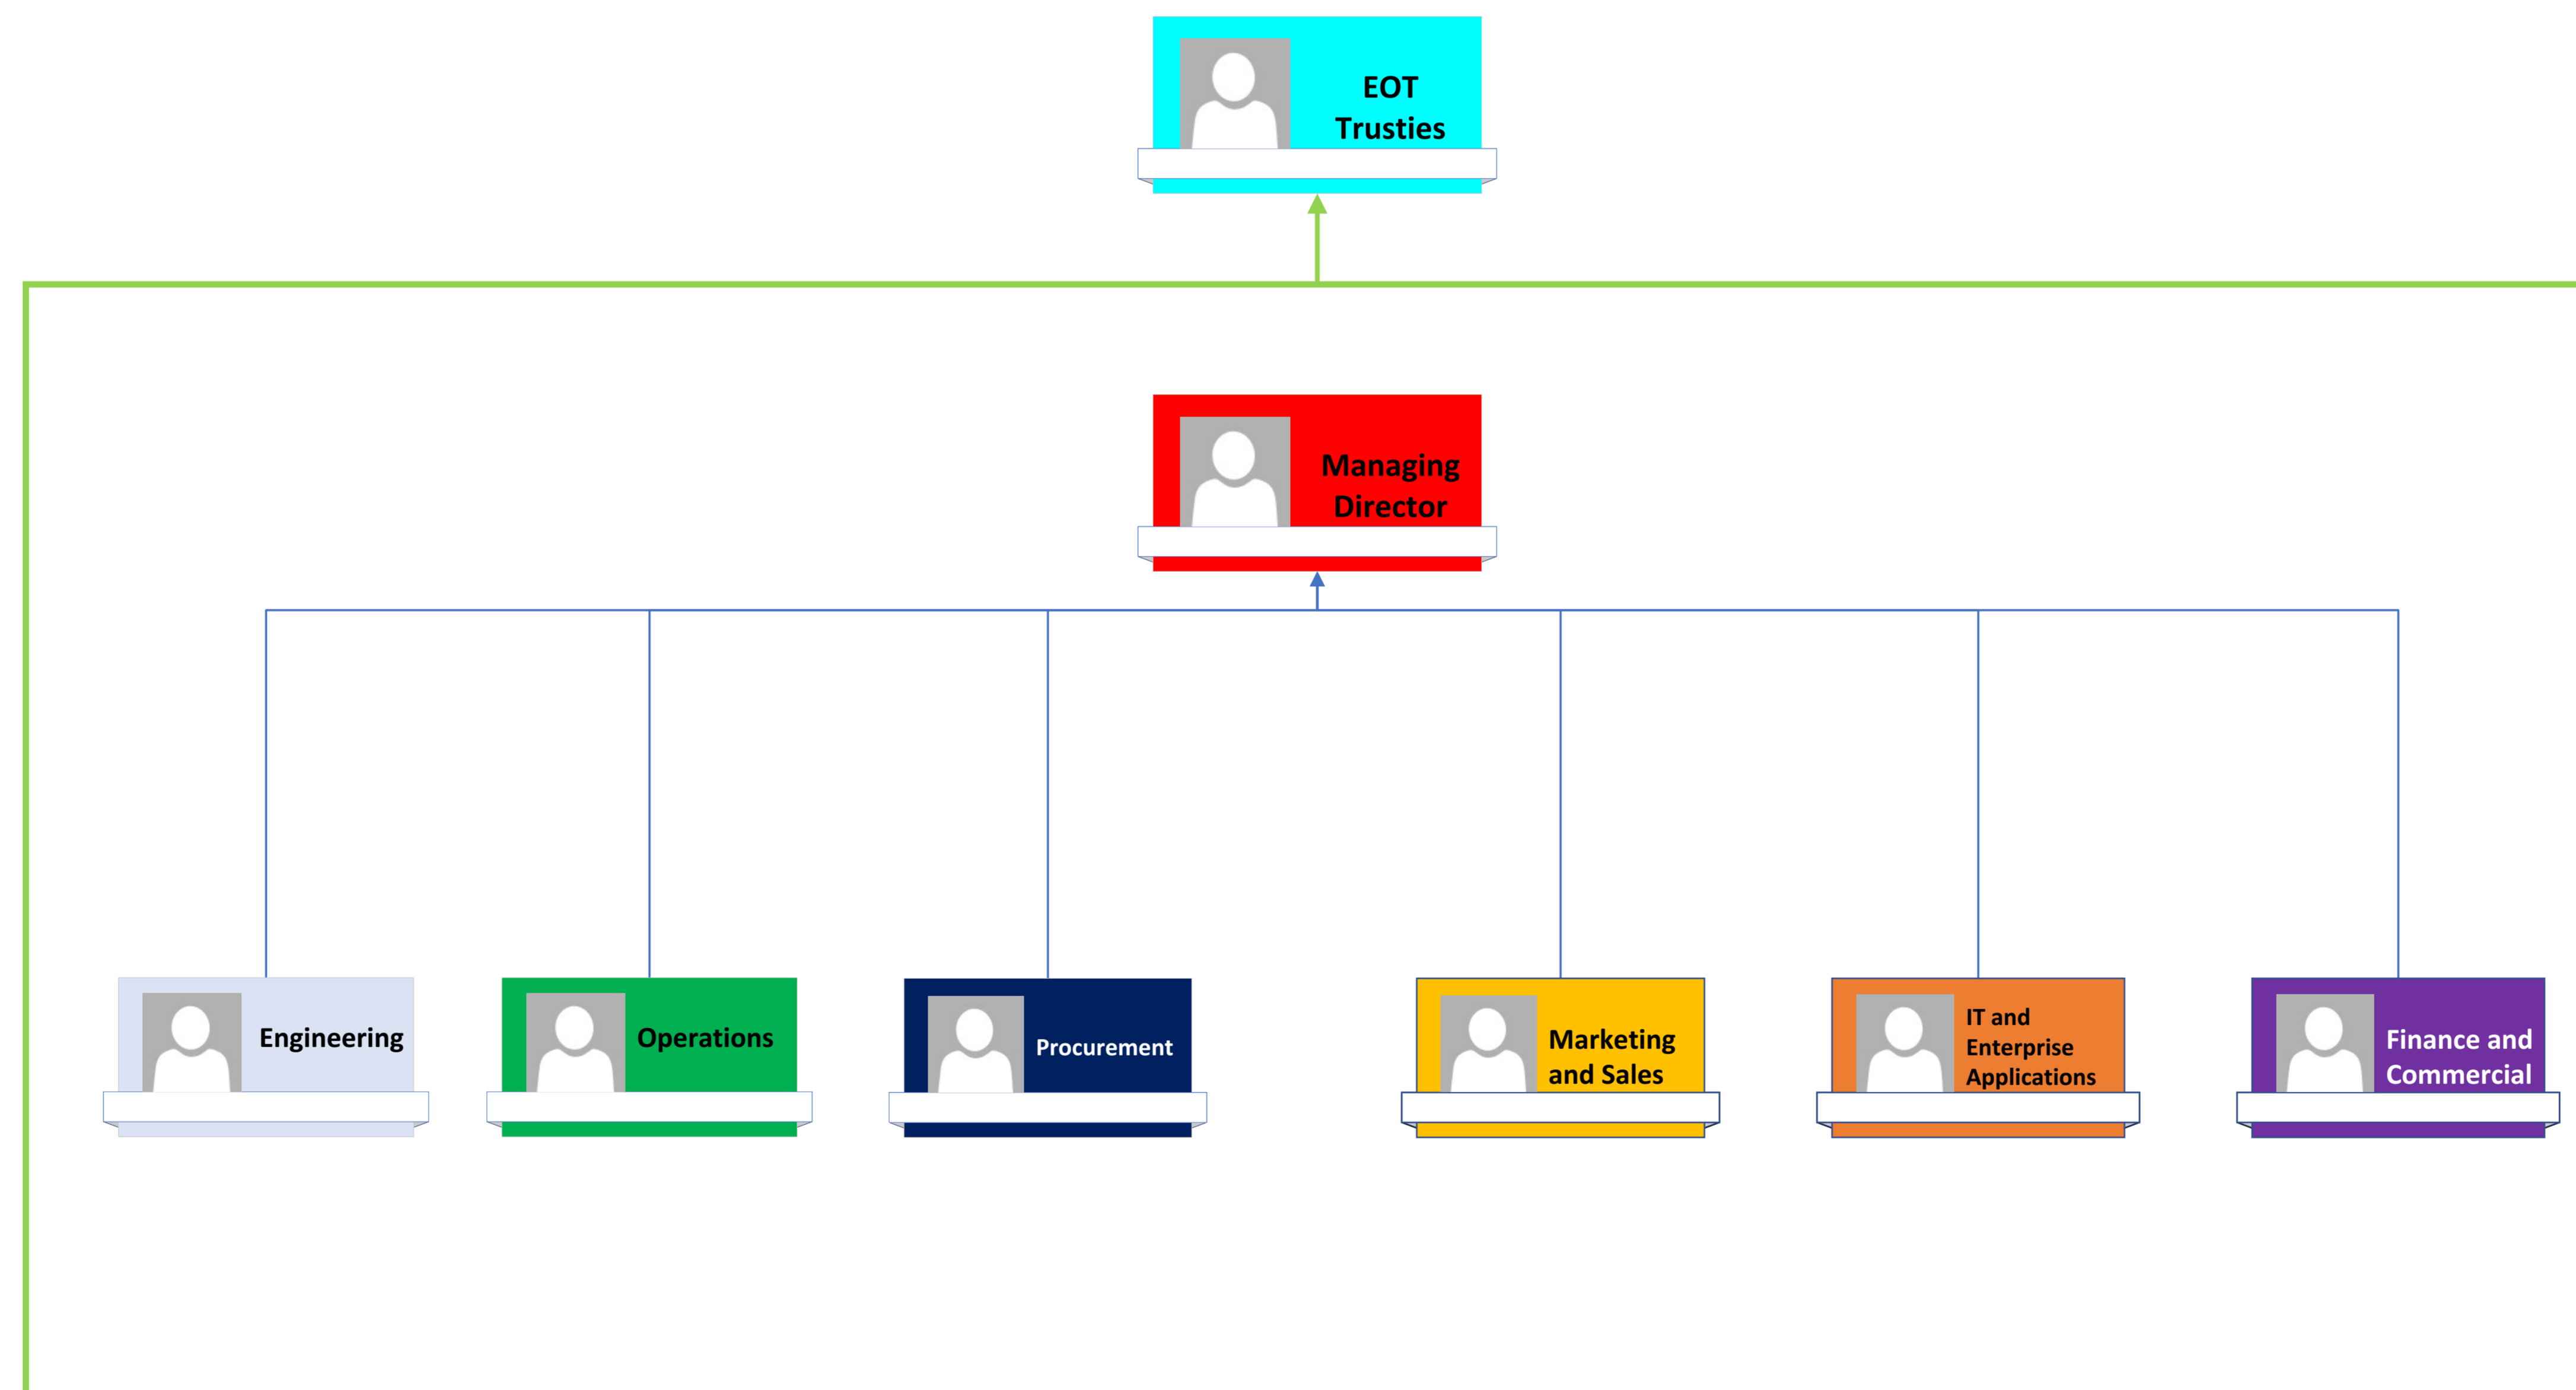 EOT
Trusties
Managing
Director
Engineering
Operations
Procurement
Marketing
and Sales
IT and
Enterprise
Applications
Finance and
Commercial